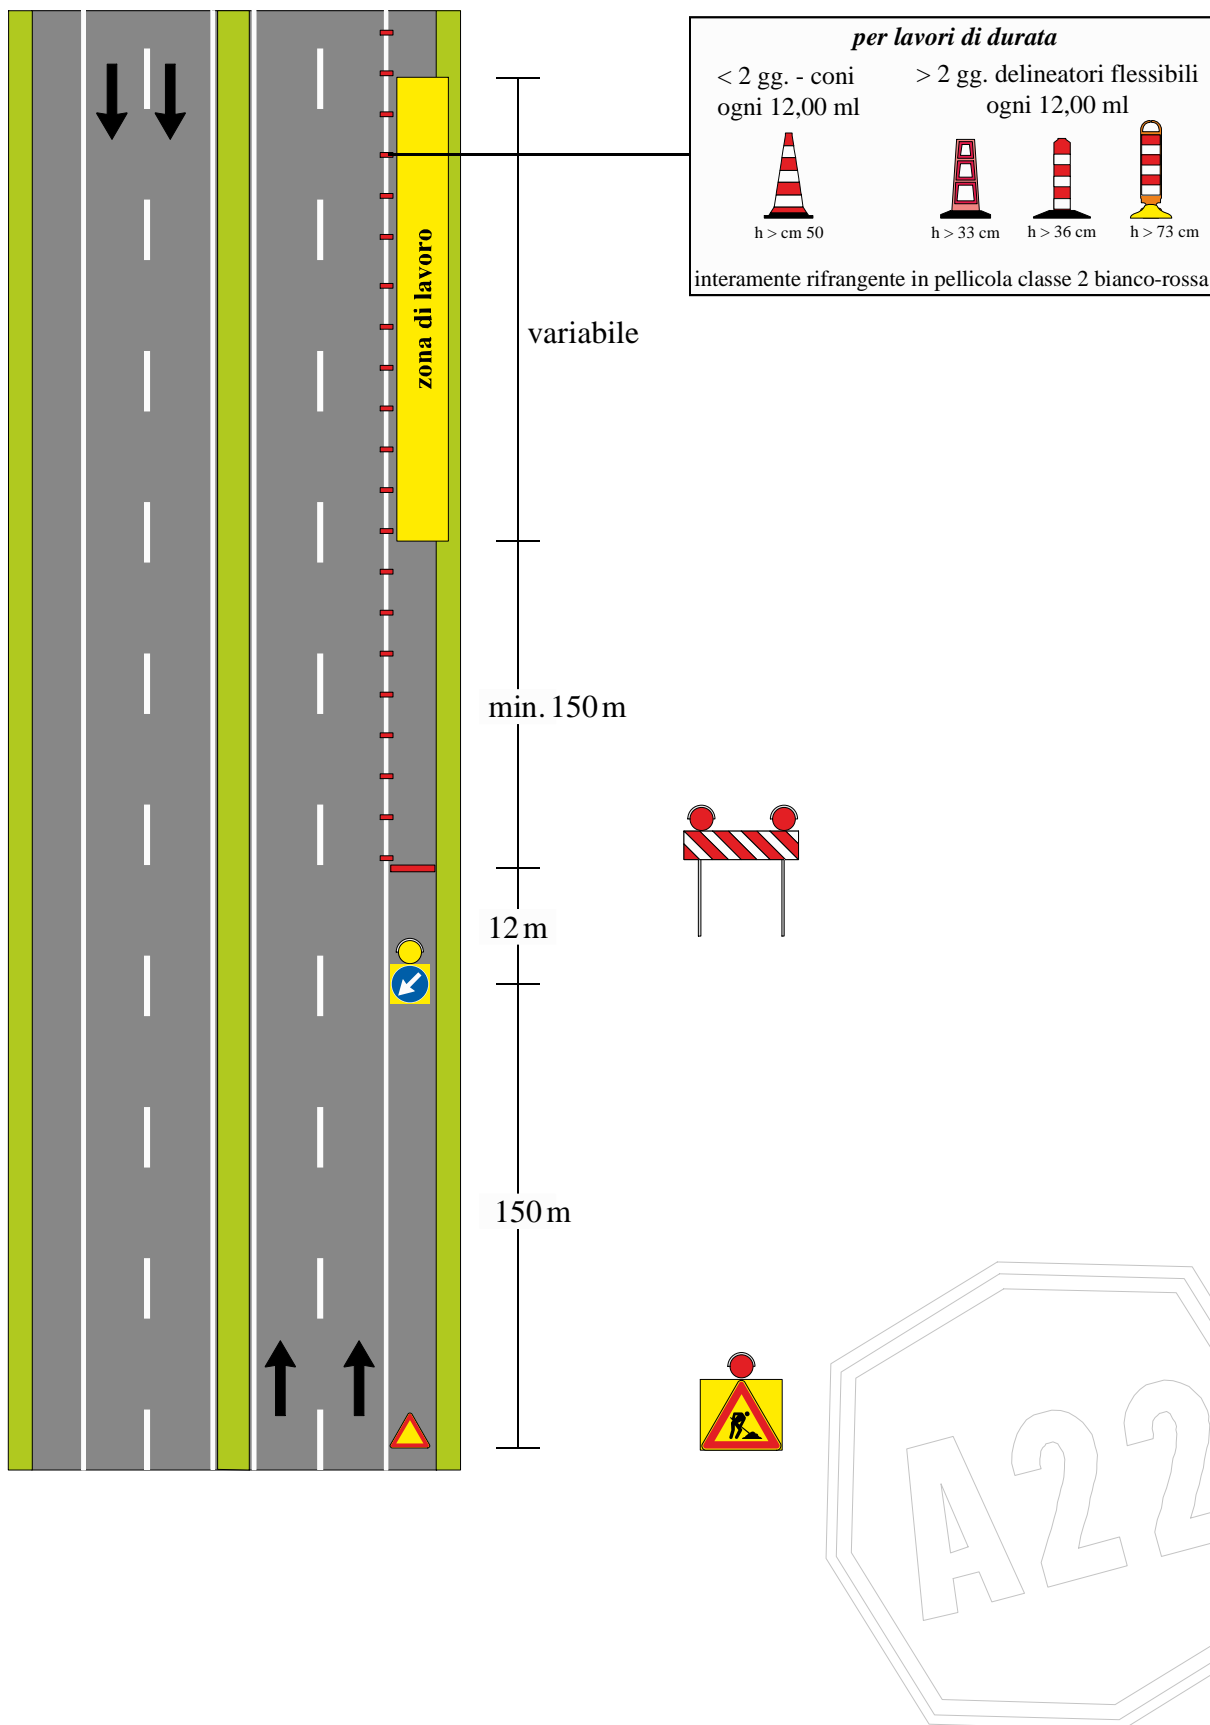 per lavori di durata
< 2 gg. - coni
ogni 12,00 ml
> 2 gg. delineatori flessibili
ogni 12,00 ml
h > cm 50
h > 33 cm
h > 36 cm
h > 73 cm
interamente rifrangente in pellicola classe 2 bianco-rossa
zona di lavoro
variabile
min. 150 m
12 m
150 m
A22